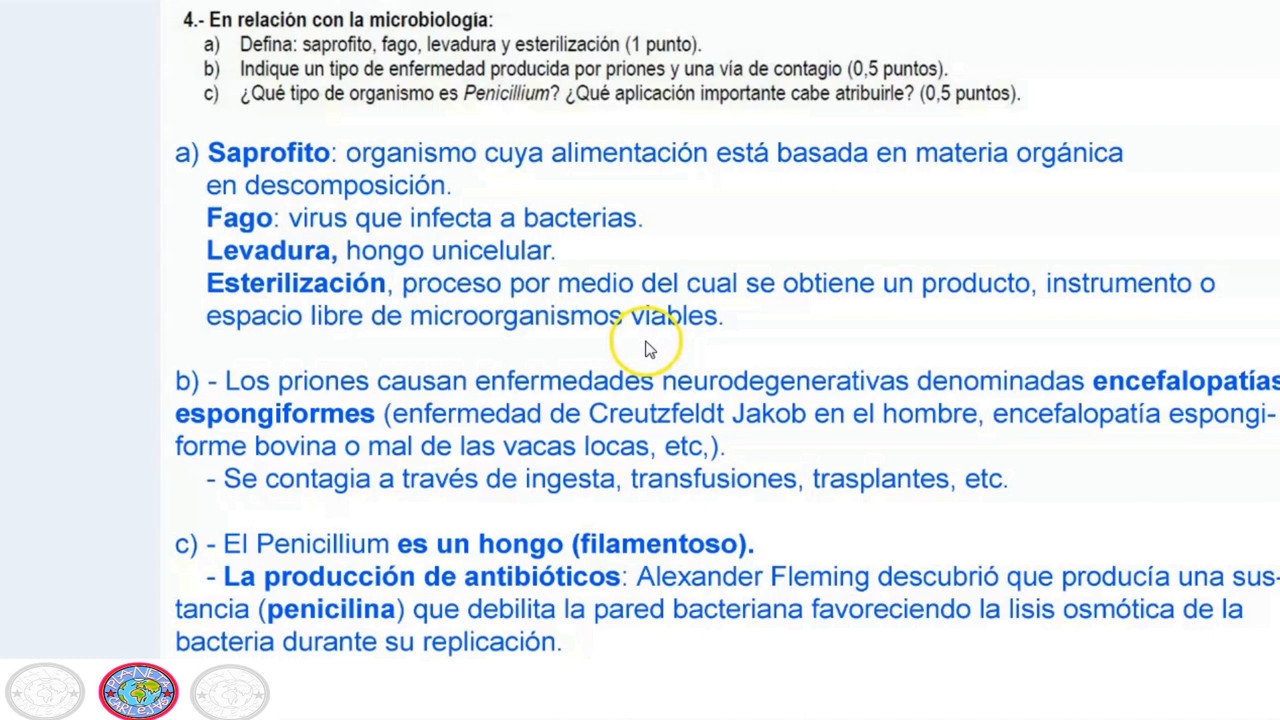 4.- En relación con la microbiología:
a) Defina: saprofito, fago, levadura y esterilización (1 punto).
b) Indique un tipo de enfermedad producida por priones y una vía de contagio (0,5 puntos).
c) ¿Qué tipo de organismo es Penicillium? ¿Qué aplicación importante cabe atribuirle? (0,5 puntos).
a) Saprofito: organismo cuya alimentación está basada en materia orgánica
en descomposición.
Fago: virus que infecta a bacterias.
Levadura, hongo unicelular.
Esterilización, proceso por medio del cual se obtiene un producto, instrumento o
espacio libre de microorganismos viables.
b) - Los priones causan enfermedades neurodegenerativas denominadas encefalopatías
espongiformes (enfermedad de Creutzfeldt Jakob en el hombre, encefalopatía espongi-
forme bovina o mal de las vacas locas, etc,).
- Se contagia a través de ingesta, transfusiones, trasplantes, etc.
c) - El Penicillium es un hongo (filamentoso).
- La producción de antibióticos: Alexander Fleming descubrió que producía una sus-
tancia (penicilina) que debilita la pared bacteriana favoreciendo la lisis osmótica de la
bacteria durante su replicación.
PLANETA
CARLEJAS